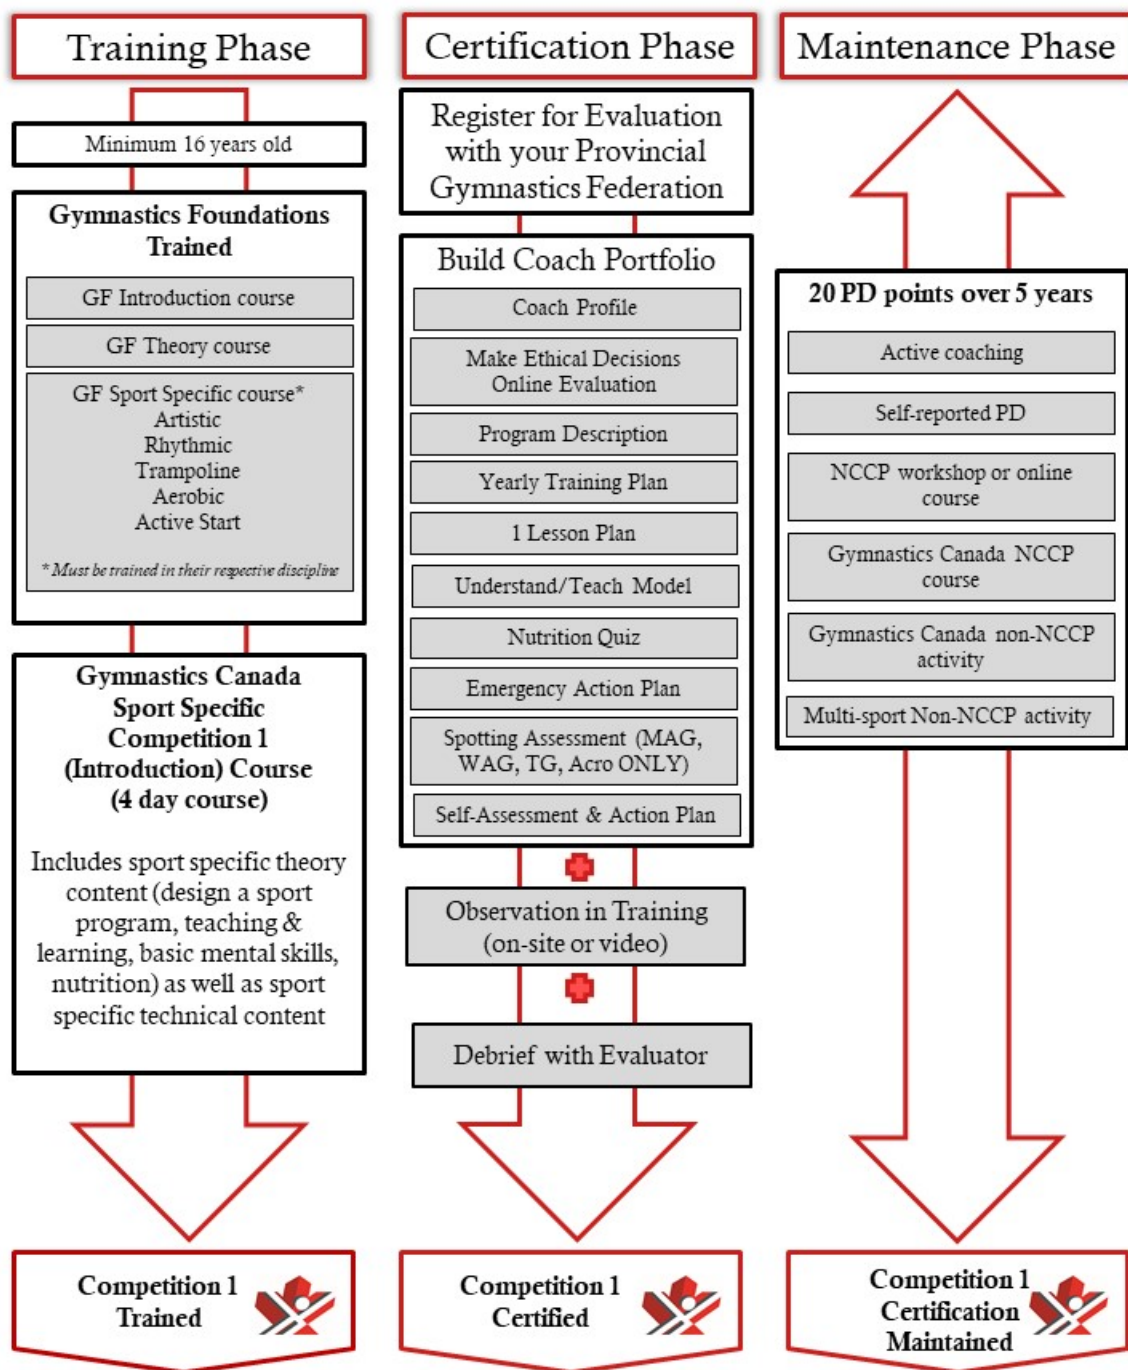 Training Phase
Minimum 16 years old
Gymnastics Foundations
Trained
GF Introduction course
GF Theory course
GF Sport Specific course*
Artistic
Rhythmic
Trampoline
Aerobic
Active Start
* Must be trained in their respective discipline
Gymnastics Canada
Sport Specific
Competition 1
(Introduction) Course
(4 day course)
Includes sport specific theory
content (design a sport
program, teaching &
learning, basic mental skills,
nutrition) as well as sport
specific technical content
Competition 1
Trained
Certification Phase
Register for Evaluation
with your Provincial
Gymnastics Federation
Build Coach Portfolio
Coach Profile
Make Ethical Decisions
Online Evaluation
Program Description
Yearly Training Plan
1 Lesson Plan
Understand/Teach Model
Nutrition Quiz
Emergency Action Plan
Spotting Assessment (MAG,
WAG, TG, Acro ONLY)
Self-Assessment & Action Plan
Observation in Training
(on-site or video)
Debrief with Evaluator
Competition 1
Certified
Maintenance Phase
20 PD points over 5 years
Active coaching
Self-reported PD
NCCP workshop or online
course
Gymnastics Canada NCCP
course
Gymnastics Canada non-NCCP
activity
Multi-sport Non-NCCP activity
Competition 1
Certification
Maintained